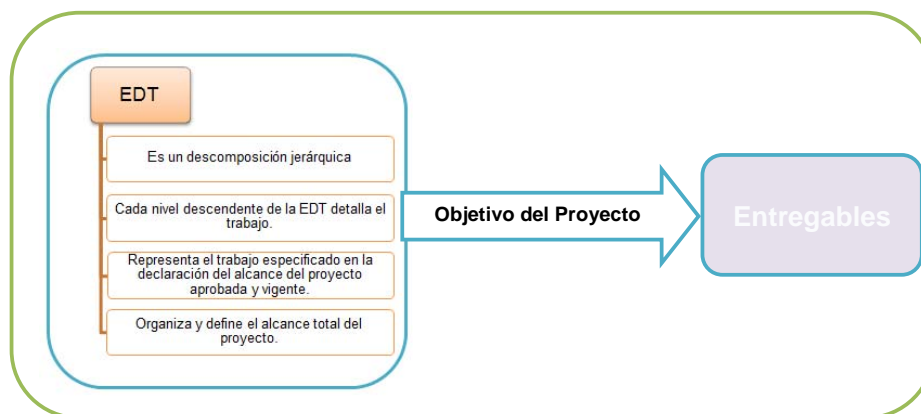 EDT
Es un descomposición jerárquica
Cada nivel descendente de la EDT detalla el
trabajo.
Representa el trabajo especificado en la
declaración del alcance del proyecto
aprobada y vigente.
Organiza y define el alcance total del
proyecto.
Objetivo del Proyecto
Entregables